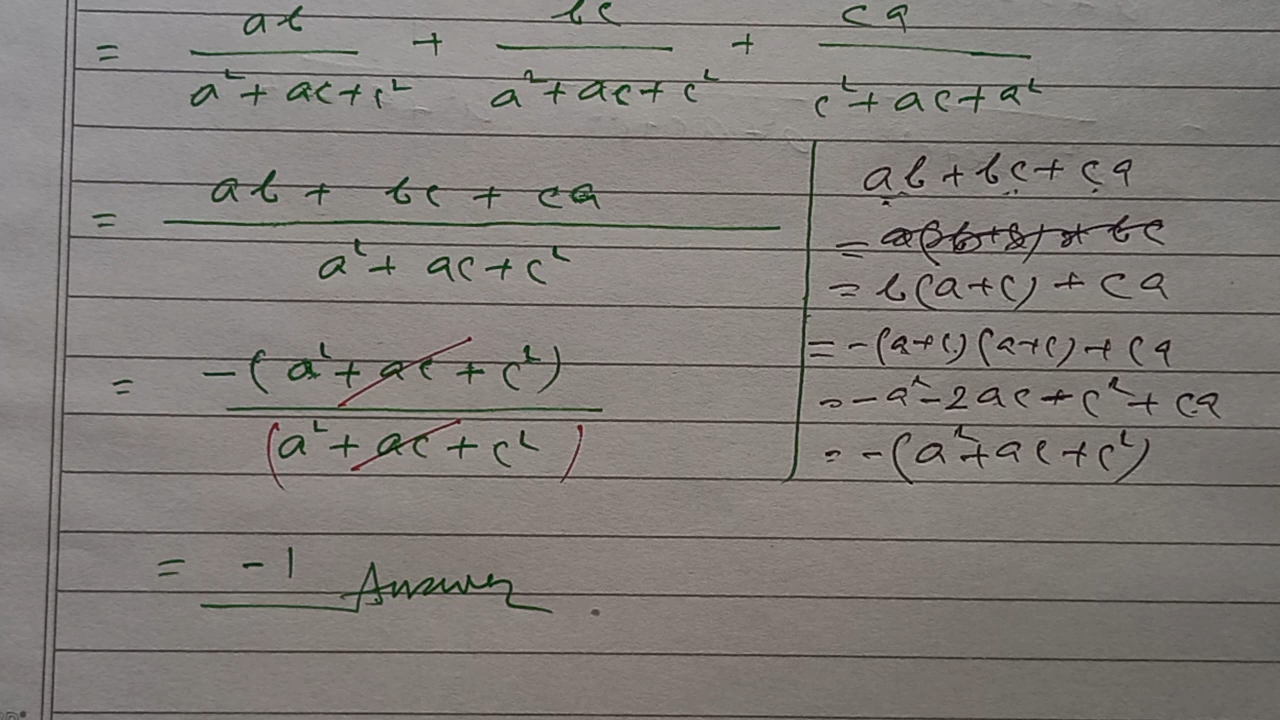 = ab/(a²+ac+c²) + bc/(a²+ac+c²) + ca/(c²+ac+a²)
= (ab + bc + ca)/(a²+ac+c²)
= -(a²+ac+c²)/(a²+ac+c²)
= -1 Answer.
ab+bc+ca
= b(a+c)+ca
= -(a+c)(a+c)+ca
= -a²-2ac+c²+ca
= -(a²+ac+c²)